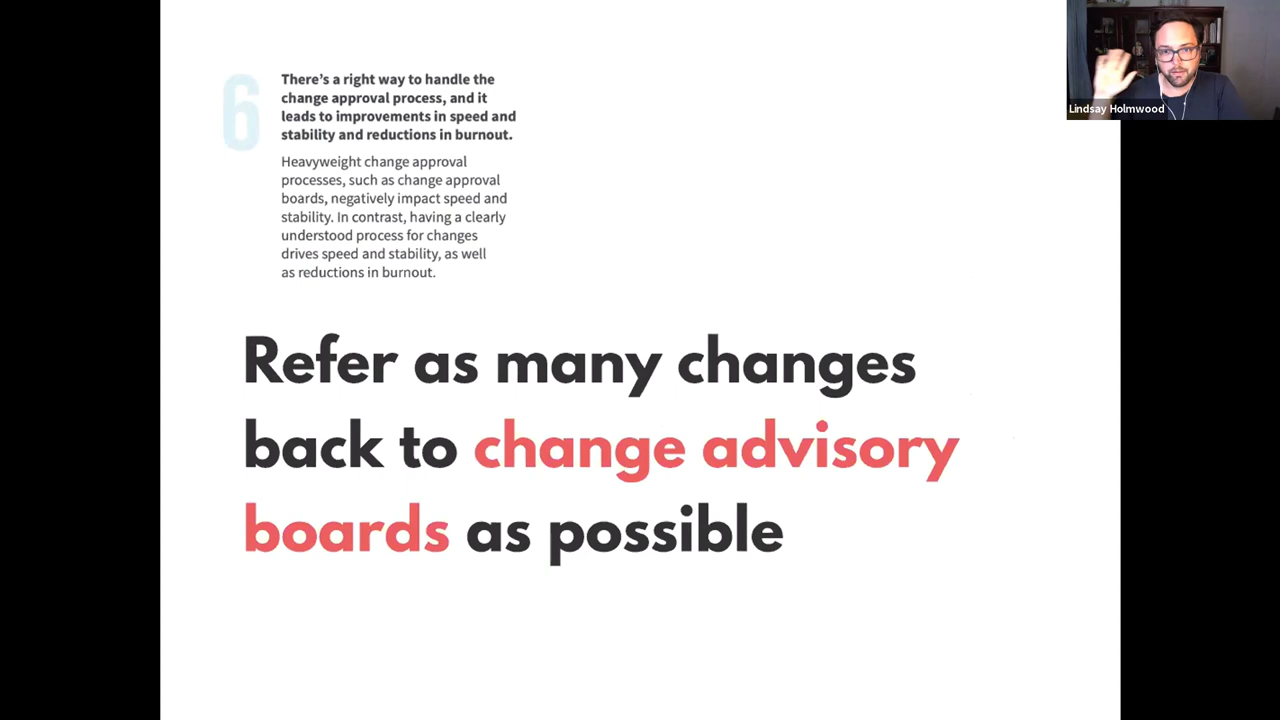 6
There's a right way to handle the
change approval process, and it
leads to improvements in speed and
stability and reductions in burnout.
Heavyweight change approval
processes, such as change approval
boards, negatively impact speed and
stability. In contrast, having a clearly
understood process for changes
drives speed and stability, as well
as reductions in burnout.
Refer as many changes
back to change advisory
boards as possible
Lindsay Holmwood